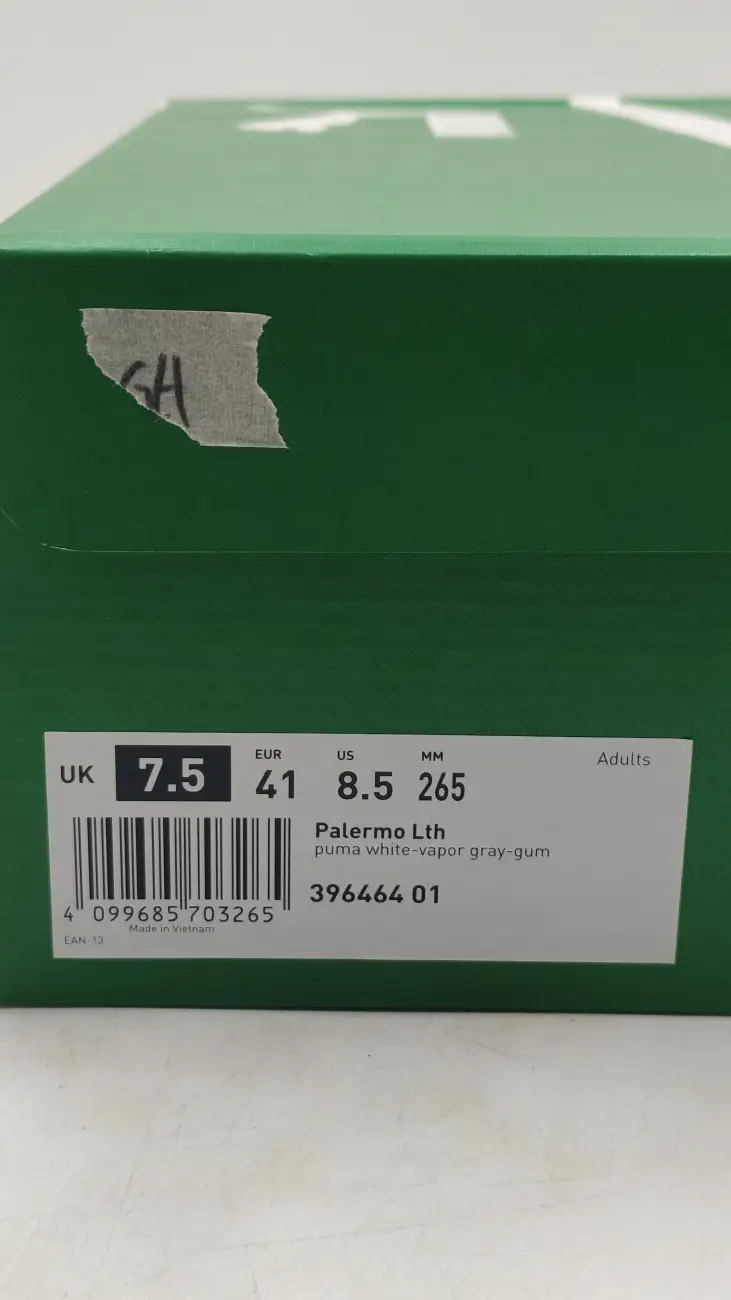 GH
UK 7.5 EUR 41 US 8.5 MM 265 Adults
Palermo Lth
puma white-vapor gray-gum
396464 01
4 099685 703265
Made in Vietnam
EAN-13